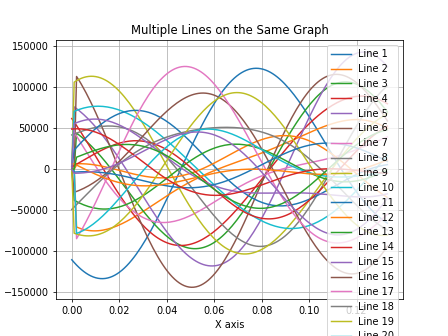 Multiple Lines on the Same Graph
150000
100000
50000
0
−50000
−100000
−150000
0.00
0.02
0.04
0.06
0.08
0.10
X axis
Line 1
Line 2
Line 3
Line 4
Line 5
Line 6
Line 7
Line 8
Line 9
Line 10
Line 11
Line 12
Line 13
Line 14
Line 15
Line 16
Line 17
Line 18
Line 19
Line 20